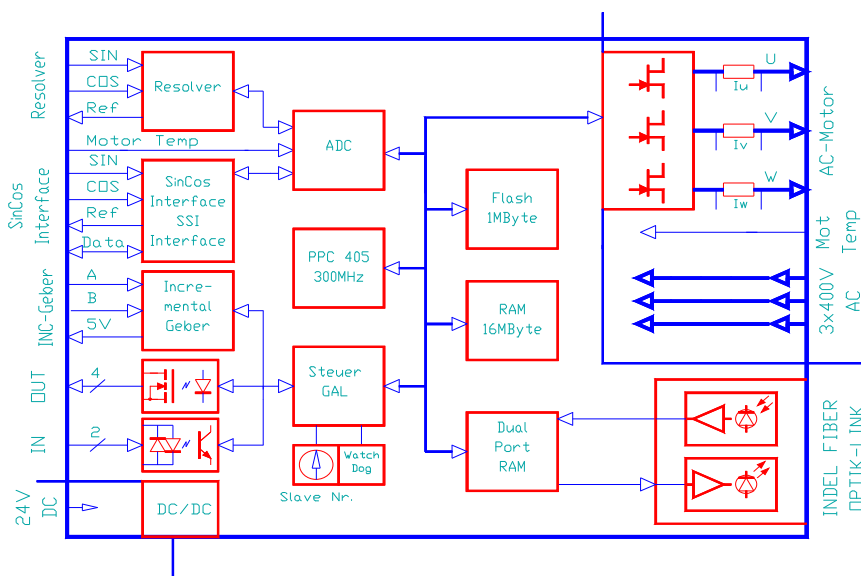 Resolver
SIN
COS
Ref
Resolver
Motor Temp
ADC
SinCos
Interface
SIN
COS
Ref
Data
SinCos
Interface
SSI
Interface
INC-Geber
A
B
5V
Incre-
mental
Geber
OUT
4
IN
2
24V
DC
DC/DC
PPC 405
300MHz
Steuer
GAL
Watch
Dog
Slave Nr.
Flash
1MByte
RAM
16MByte
Dual
Port
RAM
U
Iu
V
Iv
W
Iw
AC-Motor
Mot
Temp
3x400V
AC
INDEL FIBER
OPTIK-LINK